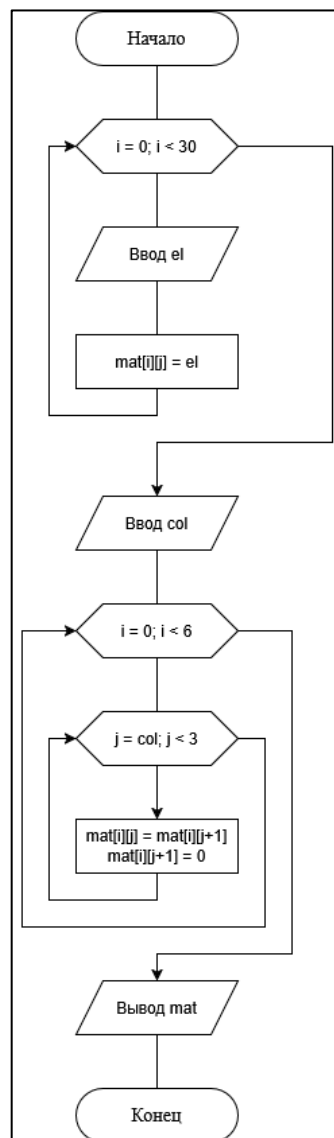 Начало
i = 0; i < 30
Ввод el
mat[i][j] = el
Ввод col
i = 0; i < 6
j = col; j < 3
mat[i][j] = mat[i][j+1]
mat[i][j+1] = 0
Вывод mat
Конец